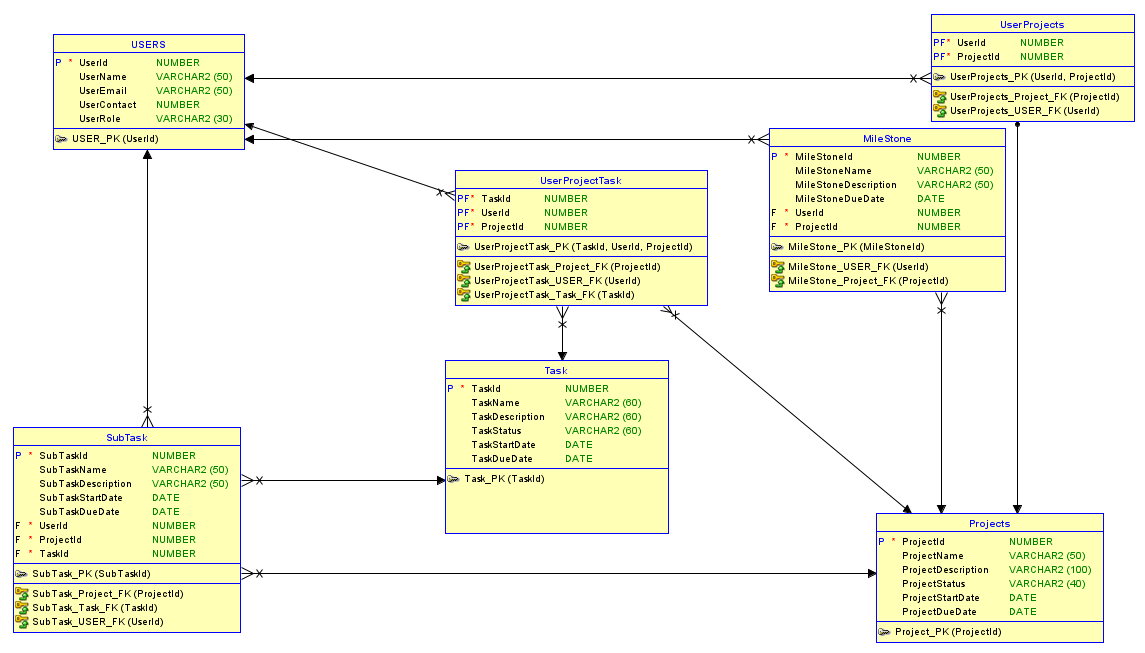 USERS
P * UserId NUMBER
UserName VARCHAR2 (50)
UserEmail VARCHAR2 (50)
UserContact NUMBER
UserRole VARCHAR2 (30)
USER_PK (UserId)
UserProjects
PF* UserId NUMBER
PF* ProjectId NUMBER
UserProjects_PK (UserId, ProjectId)
UserProjects_Project_FK (ProjectId)
UserProjects_USER_FK (UserId)
MileStone
P * MileStoneId NUMBER
MileStoneName VARCHAR2 (50)
MileStoneDescription VARCHAR2 (50)
MileStoneDueDate DATE
F * UserId NUMBER
F * ProjectId NUMBER
MileStone_PK (MileStoneId)
MileStone_USER_FK (UserId)
MileStone_Project_FK (ProjectId)
UserProjectTask
PF* TaskId NUMBER
PF* UserId NUMBER
PF* ProjectId NUMBER
UserProjectTask_PK (TaskId, UserId, ProjectId)
UserProjectTask_Project_FK (ProjectId)
UserProjectTask_USER_FK (UserId)
UserProjectTask_Task_FK (TaskId)
Task
P * TaskId NUMBER
TaskName VARCHAR2 (60)
TaskDescription VARCHAR2 (60)
TaskStatus VARCHAR2 (60)
TaskStartDate DATE
TaskDueDate DATE
Task_PK (TaskId)
SubTask
P * SubTaskId NUMBER
SubTaskName VARCHAR2 (50)
SubTaskDescription VARCHAR2 (50)
SubTaskStartDate DATE
SubTaskDueDate DATE
F * UserId NUMBER
F * ProjectId NUMBER
F * TaskId NUMBER
SubTask_PK (SubTaskId)
SubTask_Project_FK (ProjectId)
SubTask_Task_FK (TaskId)
SubTask_USER_FK (UserId)
Projects
P * ProjectId NUMBER
ProjectName VARCHAR2 (50)
ProjectDescription VARCHAR2 (100)
ProjectStatus VARCHAR2 (40)
ProjectStartDate DATE
ProjectDueDate DATE
Project_PK (ProjectId)